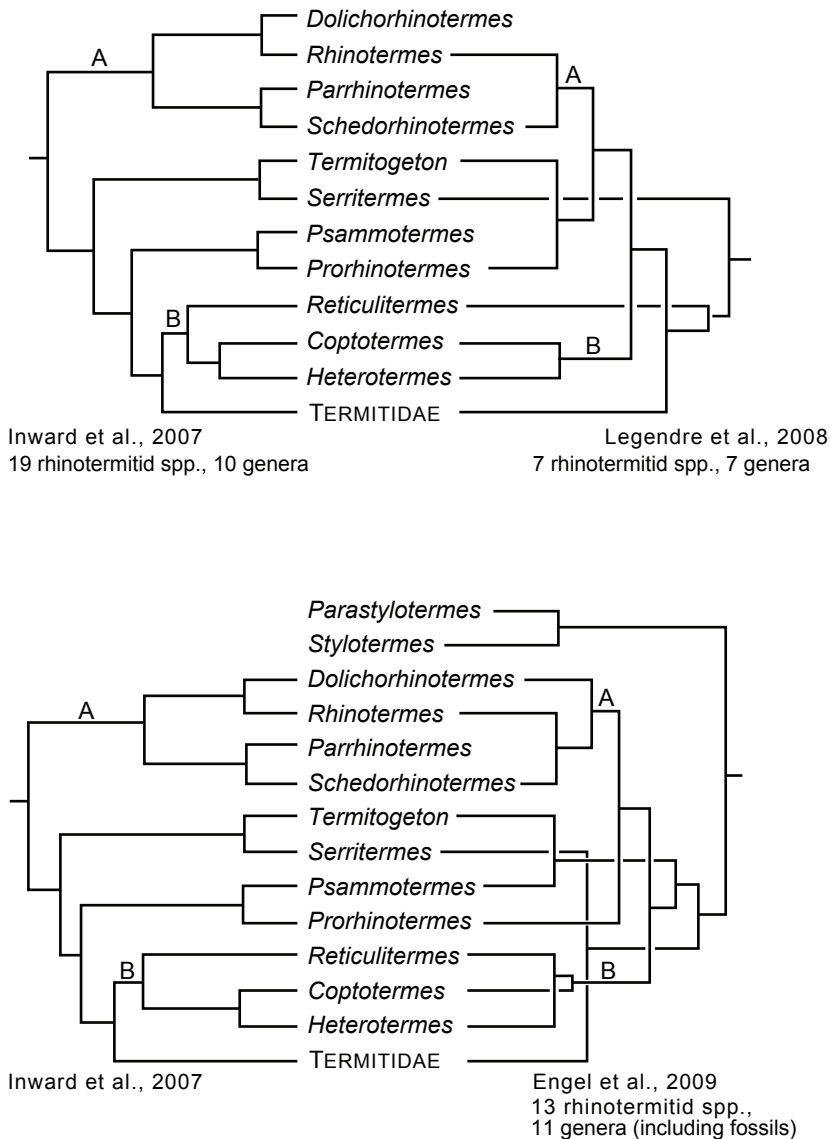 Dolichorhinotermes
A
Rhinotermes
A
Parrhinotermes
Schedorhinotermes
Termitogeton
Serritermes
Psammotermes
Prorhinotermes
Reticulitermes
B
Coptotermes
B
Heterotermes
TERMITIDAE
Inward et al., 2007
19 rhinotermitid spp., 10 genera
Legendre et al., 2008
7 rhinotermitid spp., 7 genera
Parastylotermes
Stylotermes
Dolichorhinotermes
A
A
Rhinotermes
Parrhinotermes
Schedorhinotermes
Termitogeton
Serritermes
Psammotermes
Prorhinotermes
Reticulitermes
B
B
Coptotermes
Heterotermes
TERMITIDAE
Inward et al., 2007
Engel et al., 2009
13 rhinotermitid spp.,
11 genera (including fossils)